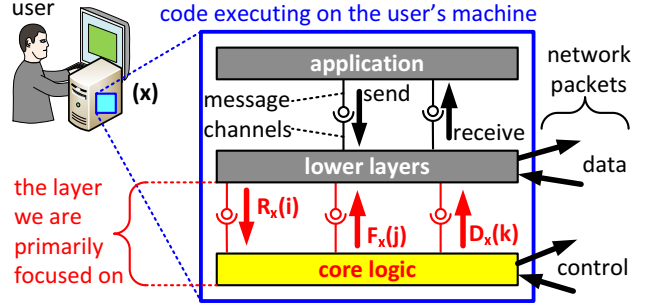 user
code executing on the user's machine
(x)
application
message
channels
send
receive
network
packets
lower layers
data
the layer
we are
primarily
focused on
Rx(i)
Fx(j)
Dx(k)
core logic
control